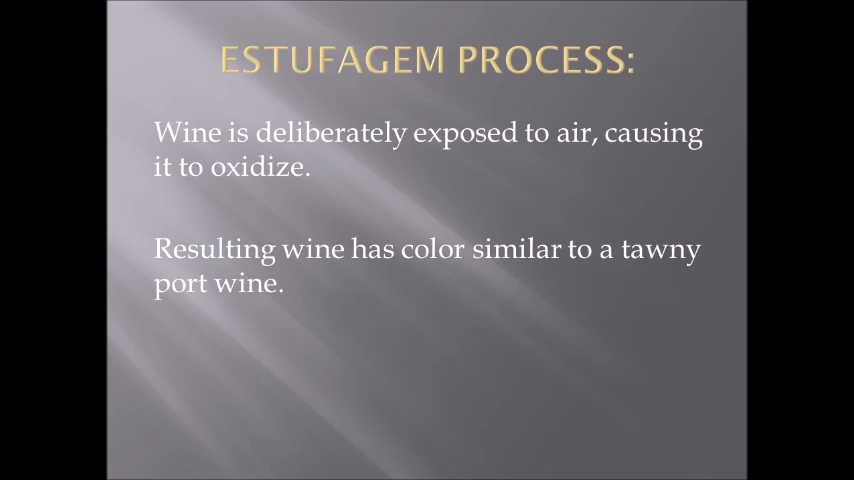 ESTUFAGEM PROCESS:
Wine is deliberately exposed to air, causing
it to oxidize.
Resulting wine has color similar to a tawny
port wine.